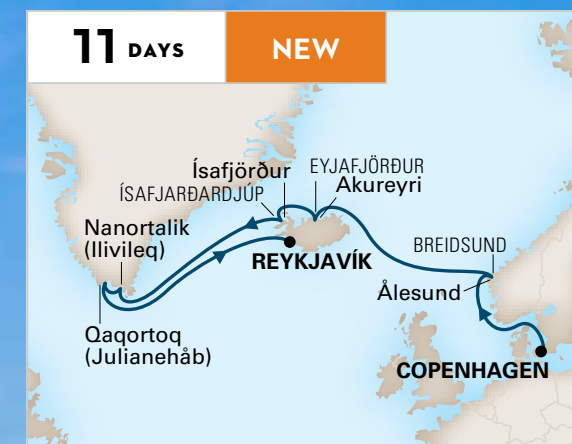 11 DAYS
NEW
Ísafjörður
EYJAFJÖRÐUR
ÍSAFJARÐARDJÚP
Akureyri
Nanortalik
(Ilivileq)
REYKJAVÍK
BREIDSUND
Ålesund
Qaqortoq
(Julianehåb)
COPENHAGEN